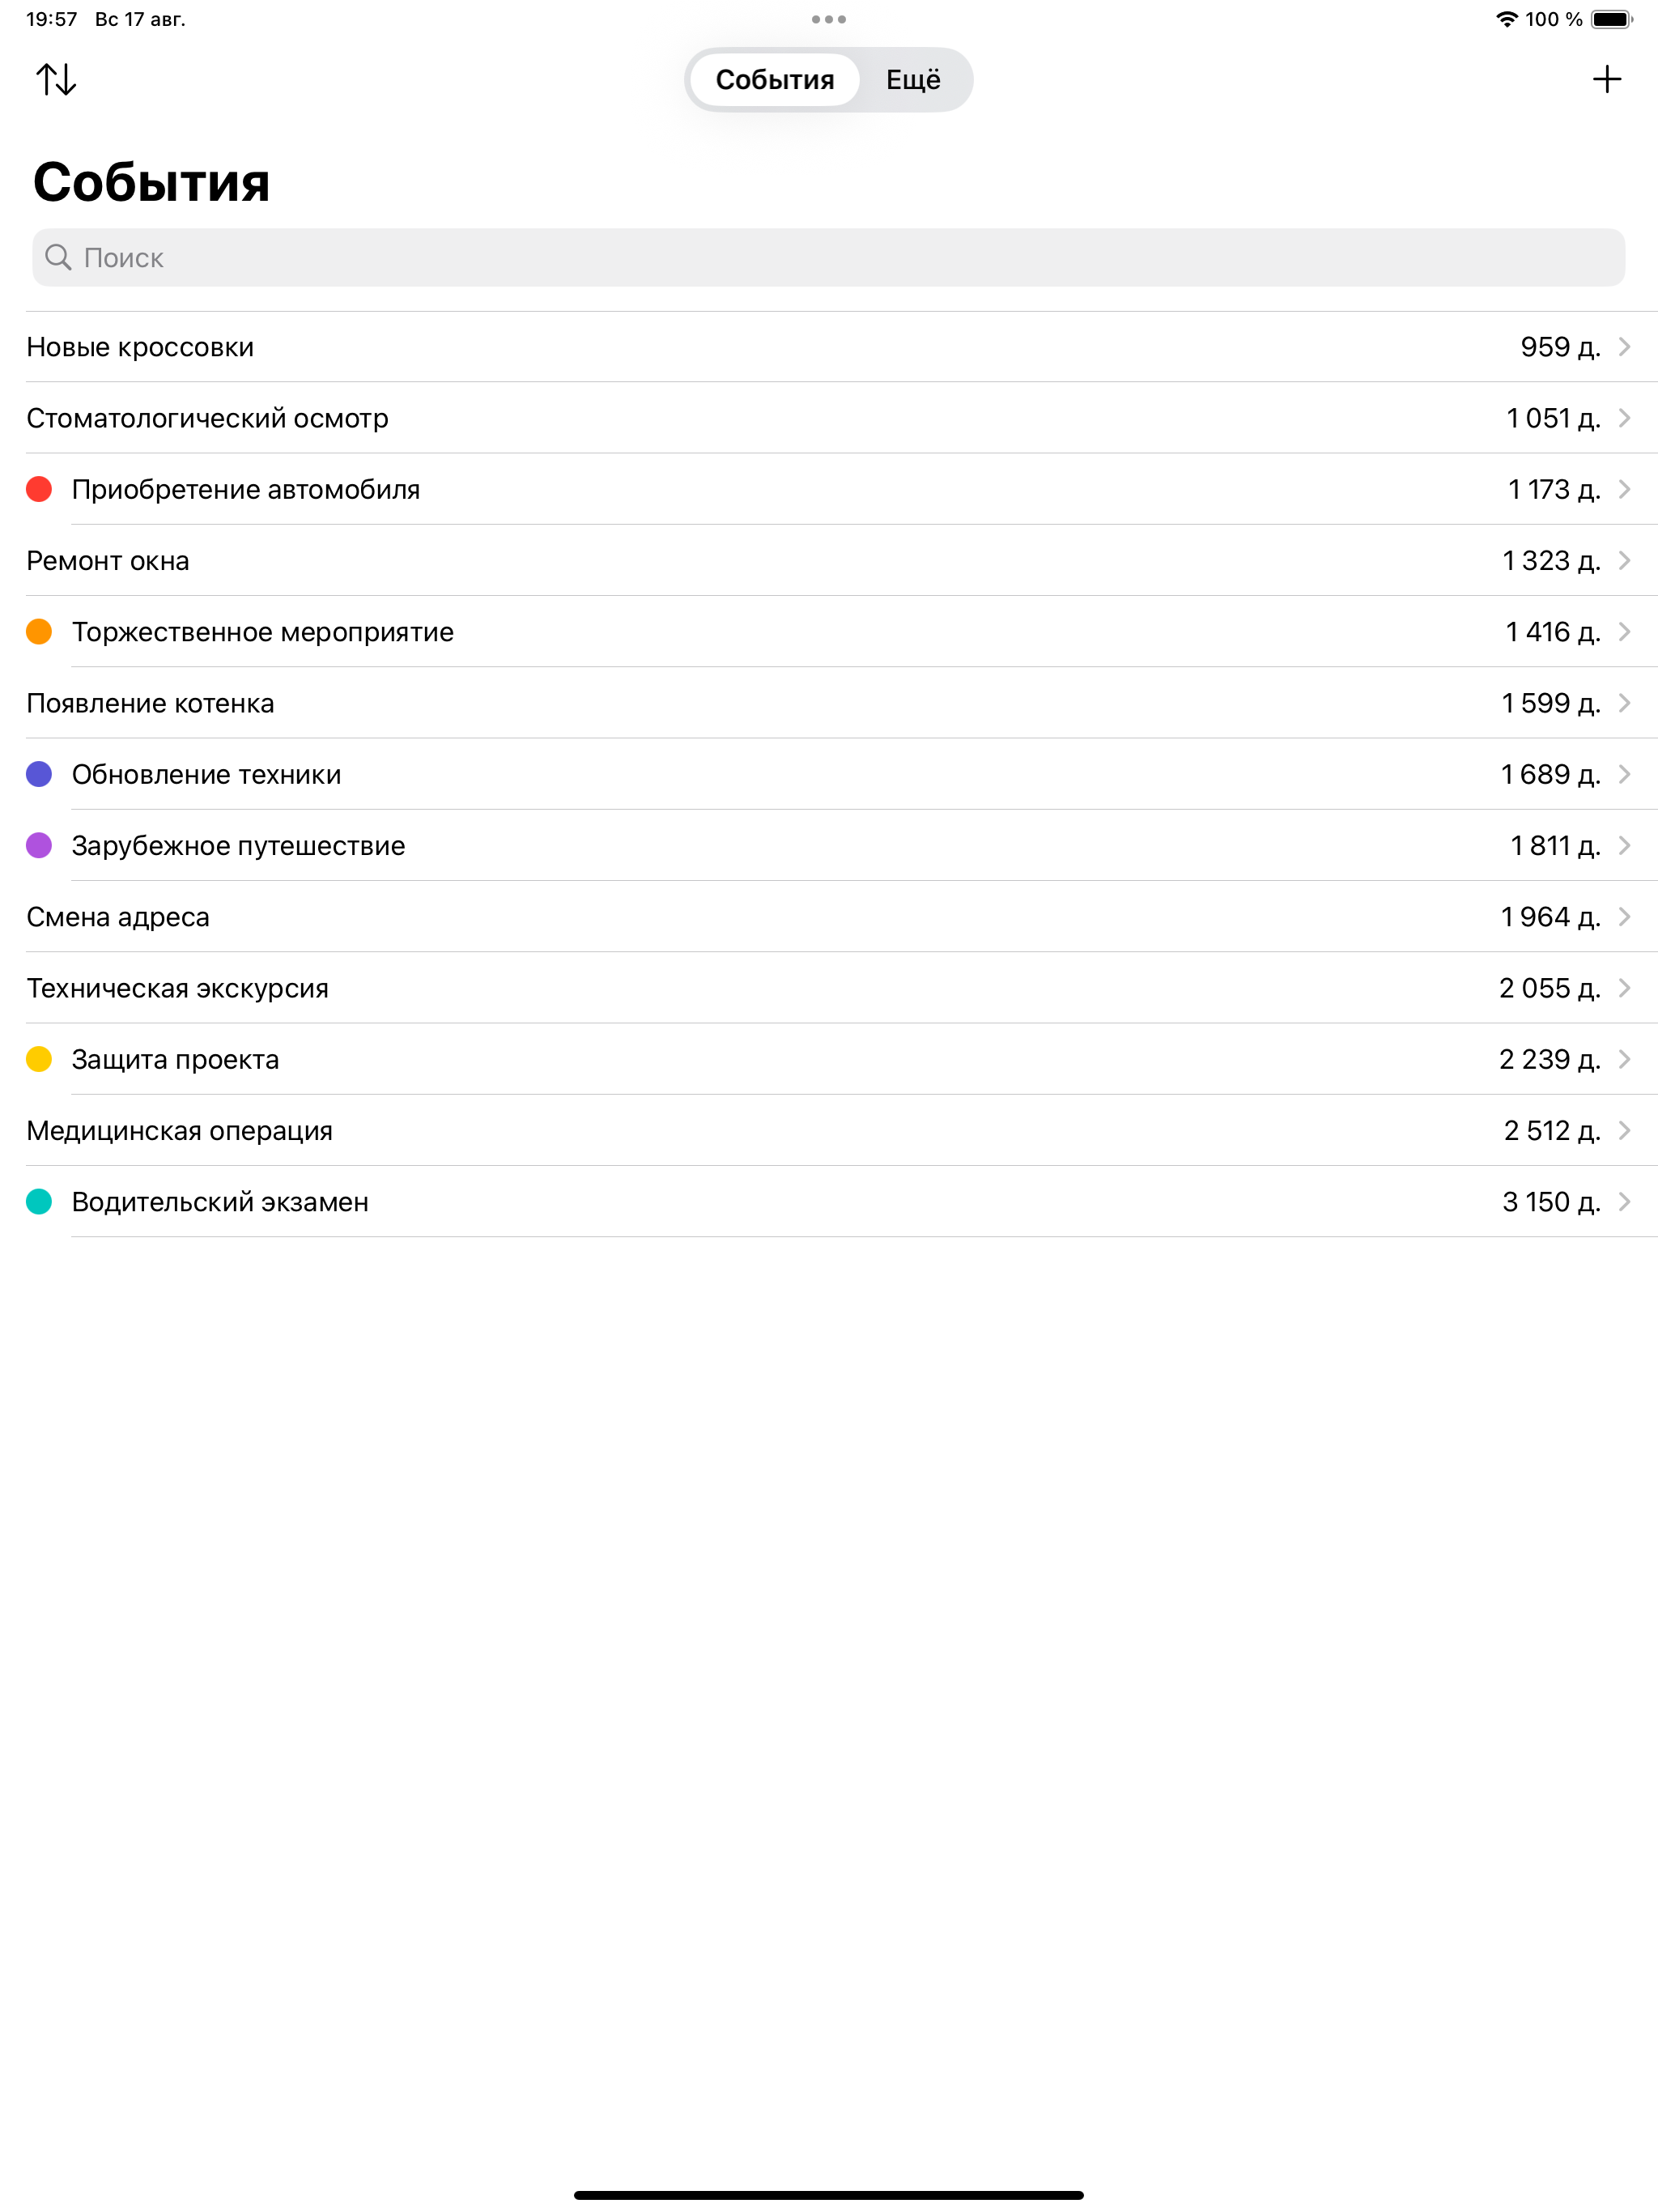 19:57 Вс 17 авг. 100 %
События Ещё
События
Поиск
Новые кроссовки 959 д.
Стоматологический осмотр 1 051 д.
Приобретение автомобиля 1 173 д.
Ремонт окна 1 323 д.
Торжественное мероприятие 1 416 д.
Появление котенка 1 599 д.
Обновление техники 1 689 д.
Зарубежное путешествие 1 811 д.
Смена адреса 1 964 д.
Техническая экскурсия 2 055 д.
Защита проекта 2 239 д.
Медицинская операция 2 512 д.
Водительский экзамен 3 150 д.